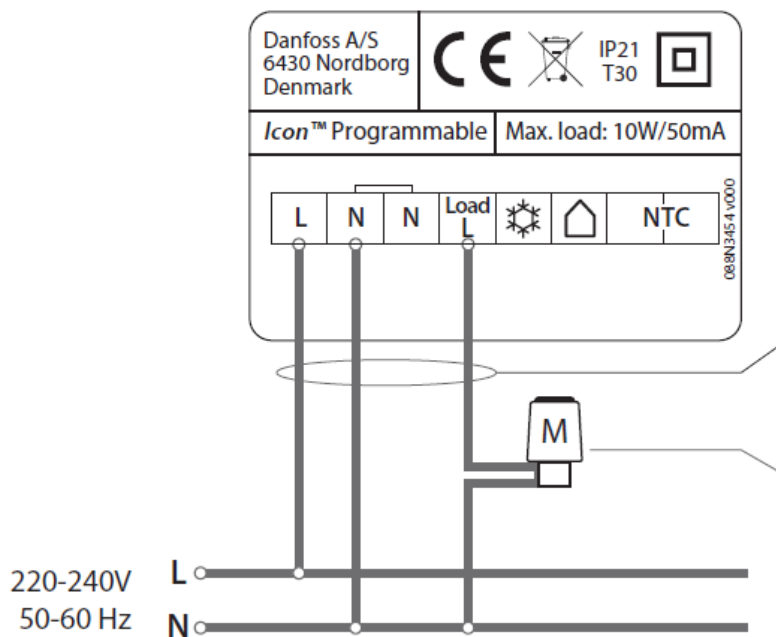 Danfoss A/S
6430 Nordborg
Denmark
CE
IP21
T30
Icon™ Programmable
Max. load: 10W/50mA
L N N Load L NTC
088N3454 v000
M
220-240V
50-60 Hz
L
N